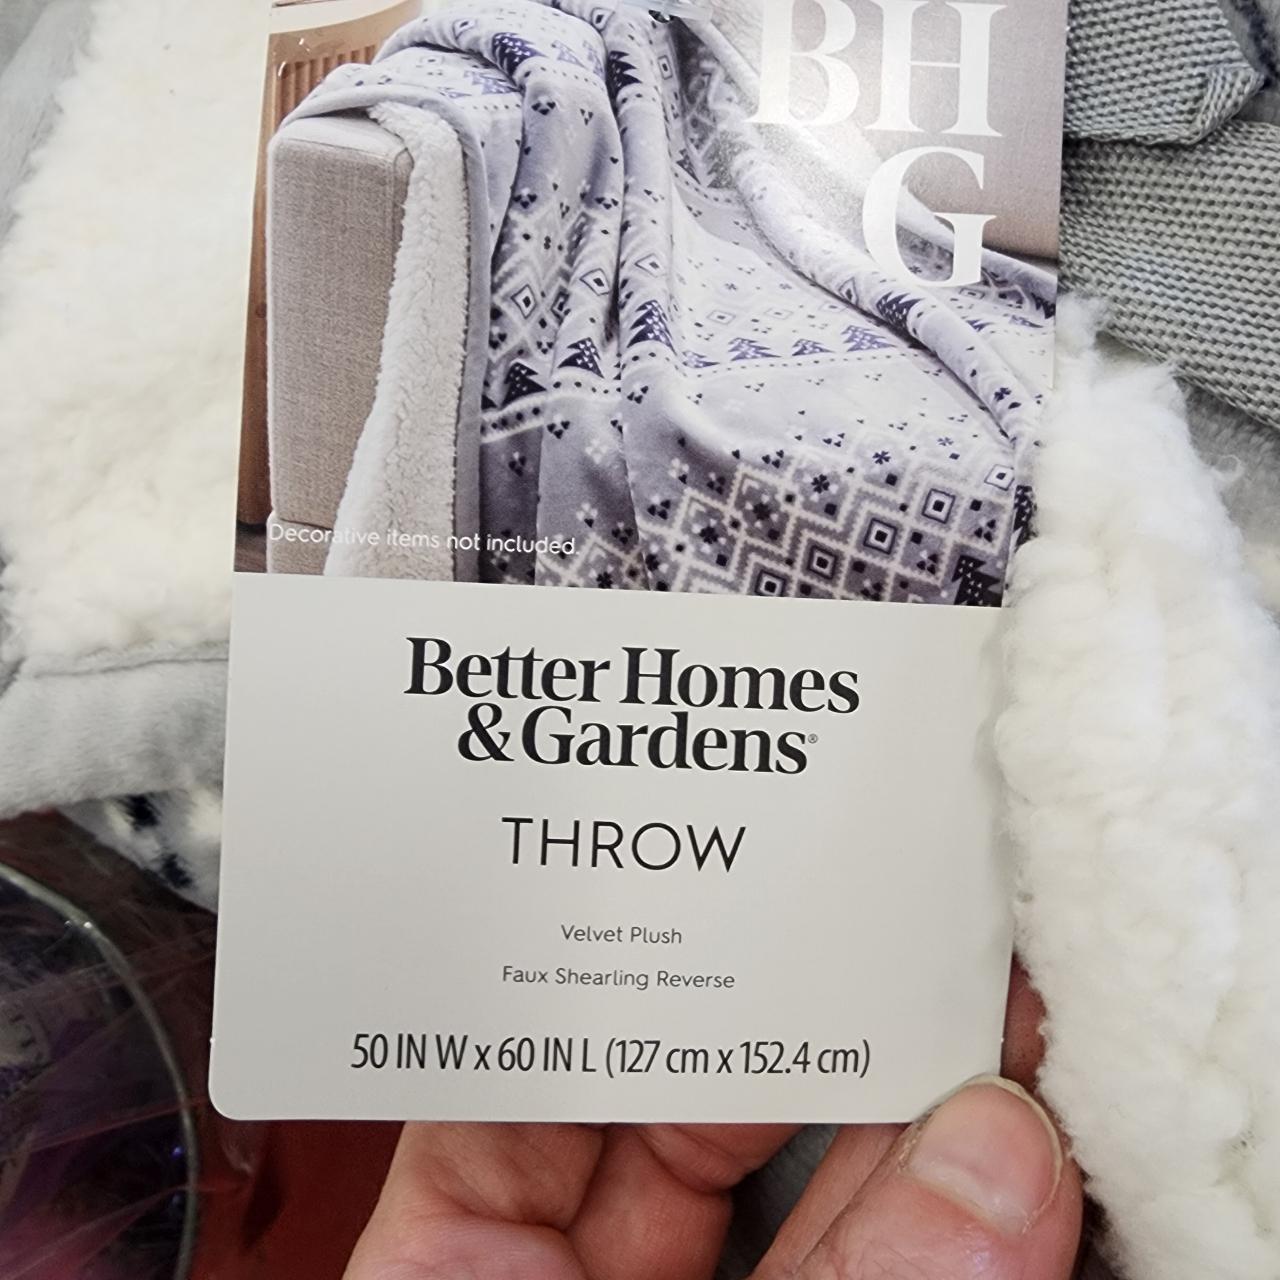 BH
G
Decorative items not included.
Better Homes
& Gardens®
THROW
Velvet Plush
Faux Shearling Reverse
50 IN W x 60 IN L (127 cm x 152.4 cm)